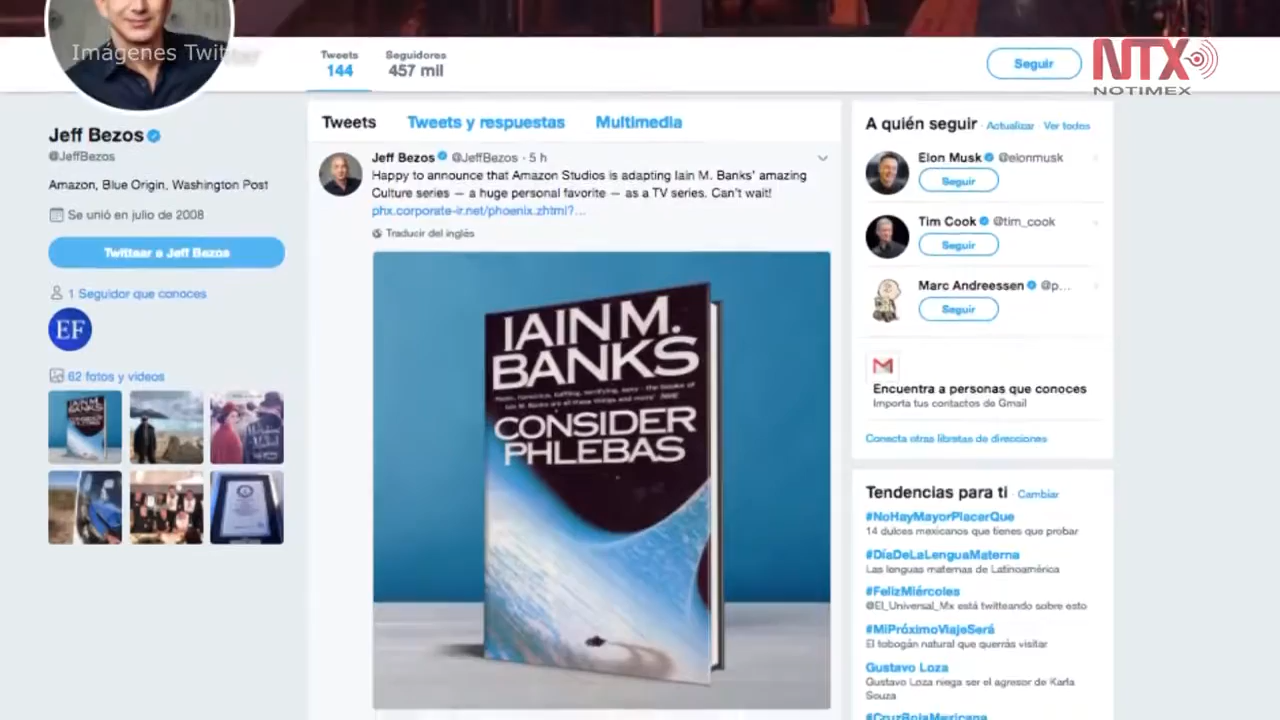 Imágenes Twitter
Tweets
144
Seguidores
457 mil
Seguir
NTX
NOTIMEX
Jeff Bezos
@JeffBezos
Amazon, Blue Origin, Washington Post
Se unió en julio de 2008
Twittear a Jeff Bezos
1 Seguidor que conoces
EF
62 fotos y videos
IAIN M.
BANKS
CONSIDER
PHLEBAS
Tweets
Tweets y respuestas
Multimedia
Jeff Bezos @JeffBezos · 5 h
Happy to announce that Amazon Studios is adapting Iain M. Banks' amazing
Culture series — a huge personal favorite — as a TV series. Can't wait!
phx.corporate-ir.net/phoenix.zhtml?...
Traducir del inglés
IAIN M.
BANKS
CONSIDER
PHLEBAS
A quién seguir · Actualizar Ver todos
Elon Musk @elonmusk
Seguir
Tim Cook @tim_cook
Seguir
Marc Andreessen @p...
Seguir
Encuentra a personas que conoces
Importa tus contactos de Gmail
Conecta otras libretas de direcciones
Tendencias para ti · Cambiar
#NoHayMayorPlacerQue
14 dulces mexicanos que tienes que probar
#DíaDeLaLenguaMaterna
Las lenguas maternas de Latinoamérica
#FelizMiércoles
@El_Universal_Mx está twitteando sobre esto
#MiPróximoViajeSerá
El tobogán natural que querrás visitar
Gustavo Loza
Gustavo Loza niega ser el agresor de Karla
Souza
#CruzRojaMexicana